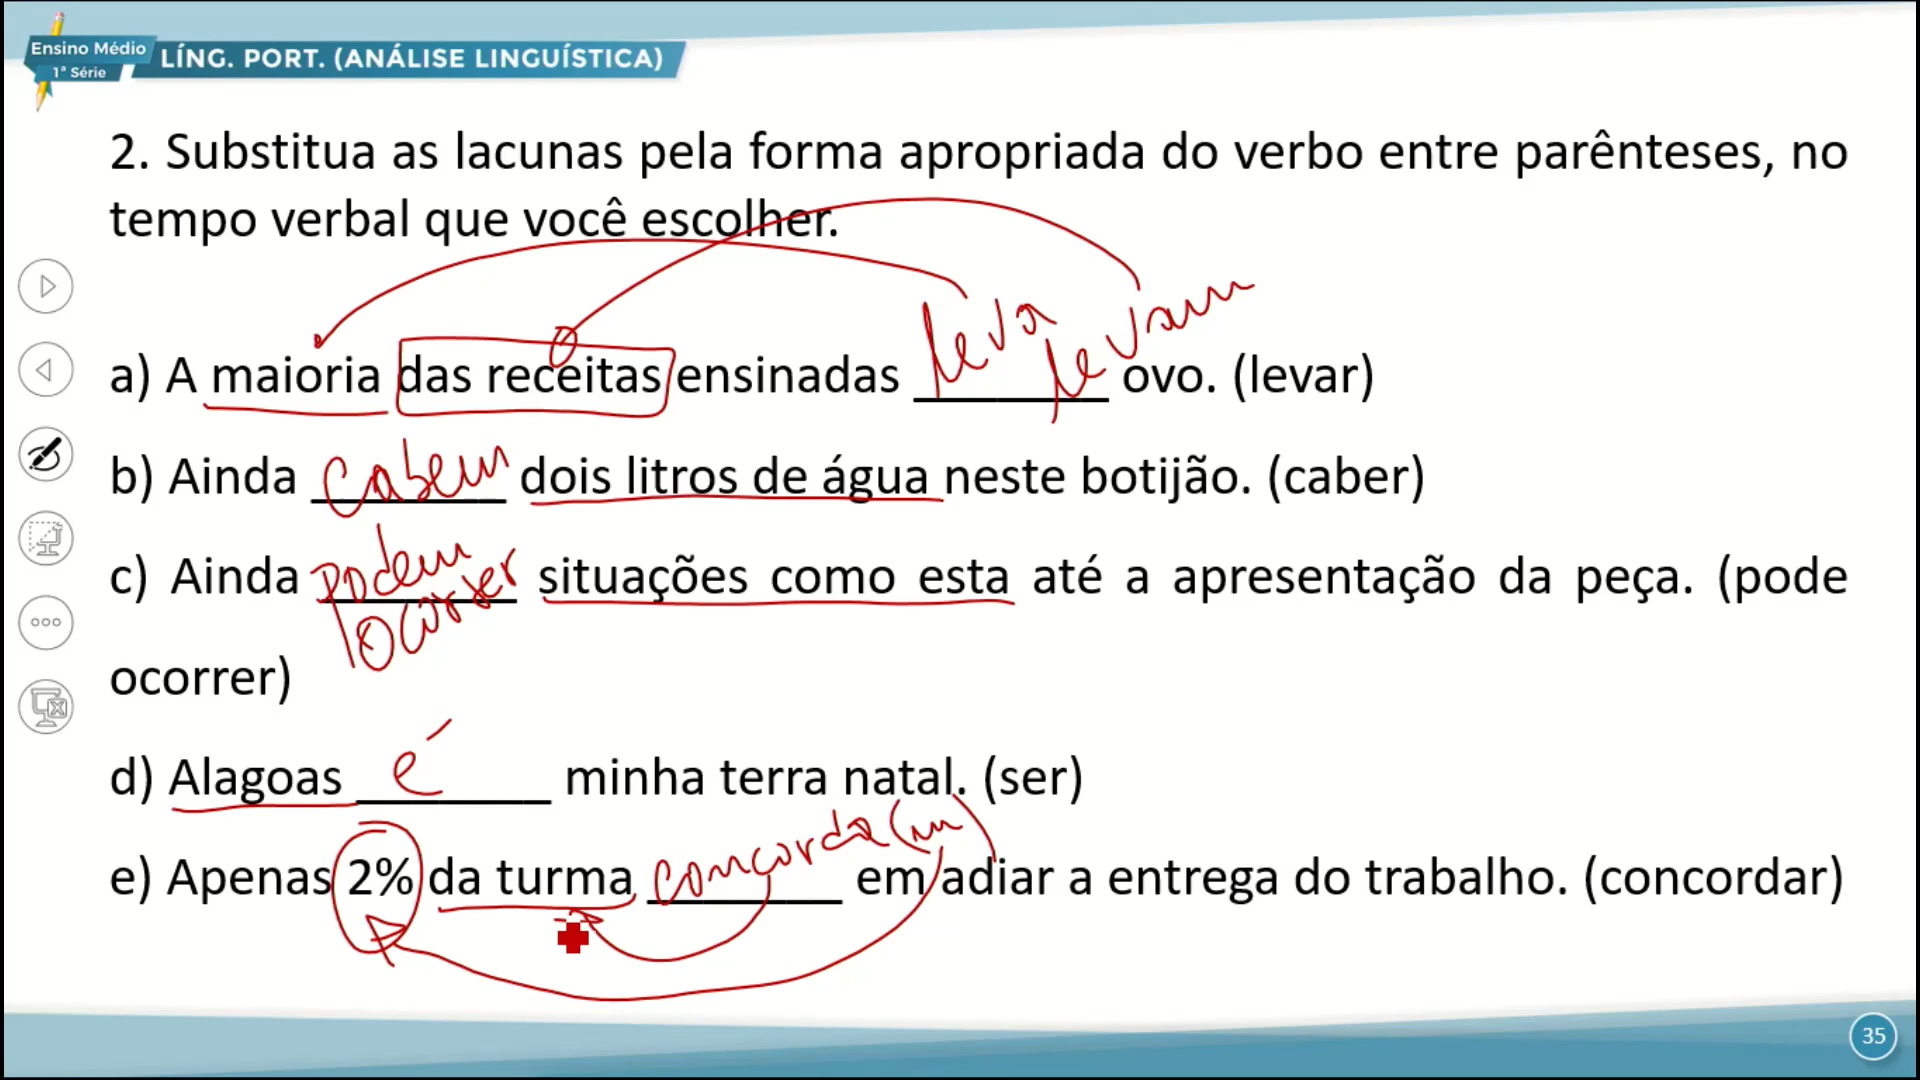 Ensino Médio
1ª Série
LÍNG. PORT. (ANÁLISE LINGUÍSTICA)
2. Substitua as lacunas pela forma apropriada do verbo entre parênteses, no
tempo verbal que você escolher.
leva levam
a) A maioria das receitas ensinadas ________ ovo. (levar)
b) Ainda cabem dois litros de água neste botijão. (caber)
c) Ainda podem situações como esta até a apresentação da peça. (pode
ocorrer
ocorrer)
d) Alagoas é minha terra natal. (ser)
e) Apenas 2% da turma concorda(m) em adiar a entrega do trabalho. (concordar)
35